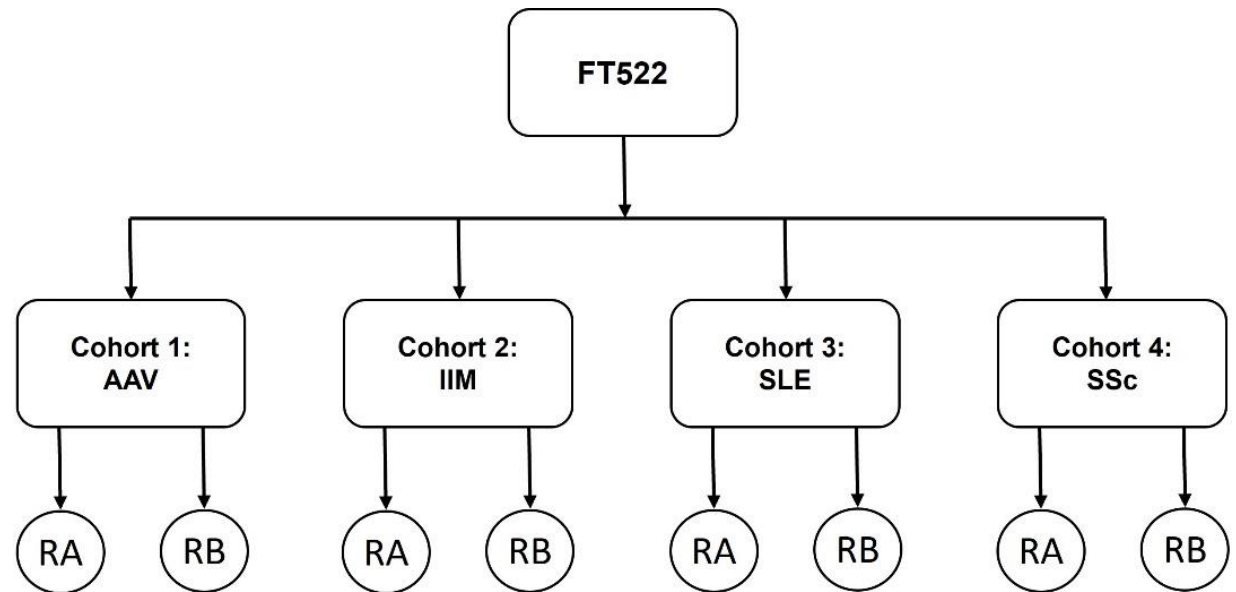 FT522
Cohort 1:
AAV
Cohort 2:
IIM
Cohort 3:
SLE
Cohort 4:
SSc
RA
RB
RA
RB
RA
RB
RA
RB